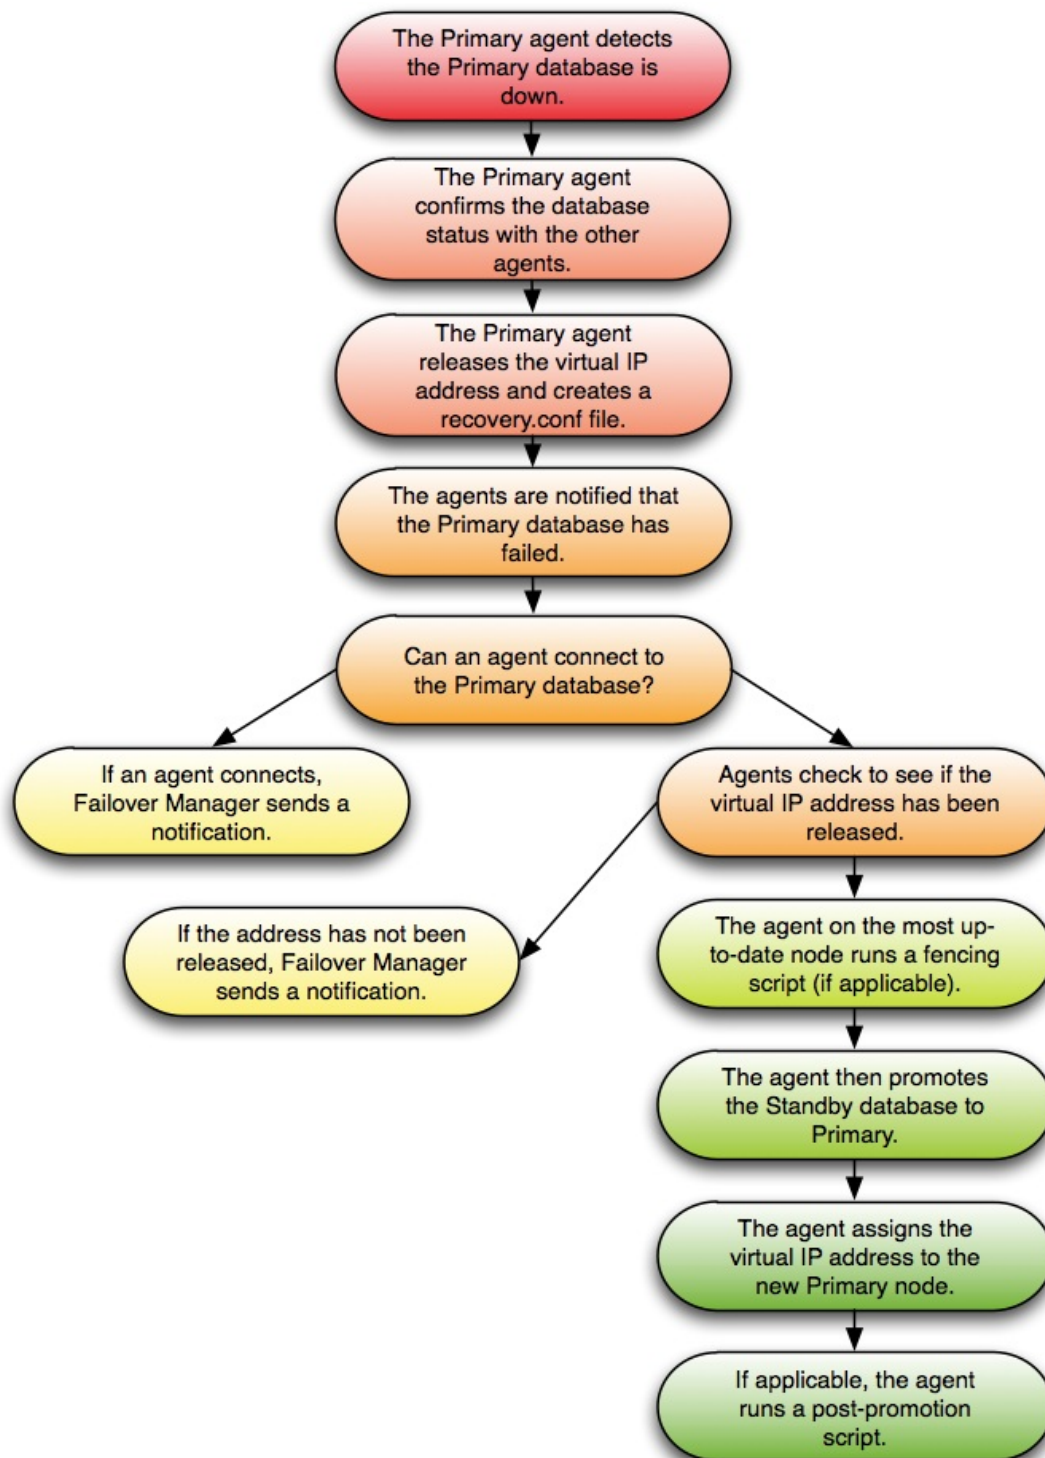 The Primary agent detects
the Primary database is
down.
The Primary agent
confirms the database
status with the other
agents.
The Primary agent
releases the virtual IP
address and creates a
recovery.conf file.
The agents are notified that
the Primary database has
failed.
Can an agent connect to
the Primary database?
If an agent connects,
Failover Manager sends a
notification.
Agents check to see if the
virtual IP address has been
released.
If the address has not been
released, Failover Manager
sends a notification.
The agent on the most up-
to-date node runs a fencing
script (if applicable).
The agent then promotes
the Standby database to
Primary.
The agent assigns the
virtual IP address to the
new Primary node.
If applicable, the agent
runs a post-promotion
script.